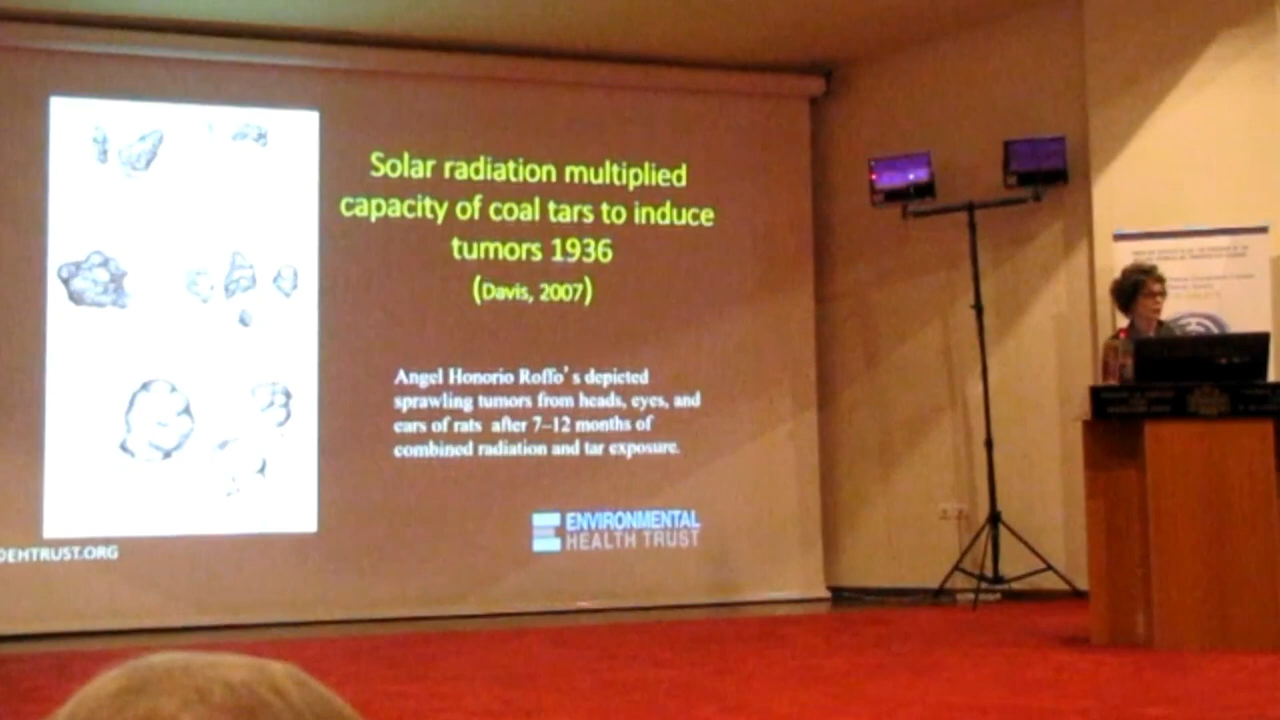 Solar radiation multiplied
capacity of coal tars to induce
tumors 1936
(Davis, 2007)
Angel Honorio Roffo's depicted
sprawling tumors from heads, eyes, and
ears of rats after 7–12 months of
combined radiation and tar exposure.
ENVIRONMENTAL
HEALTH TRUST
EHTRUST.ORG